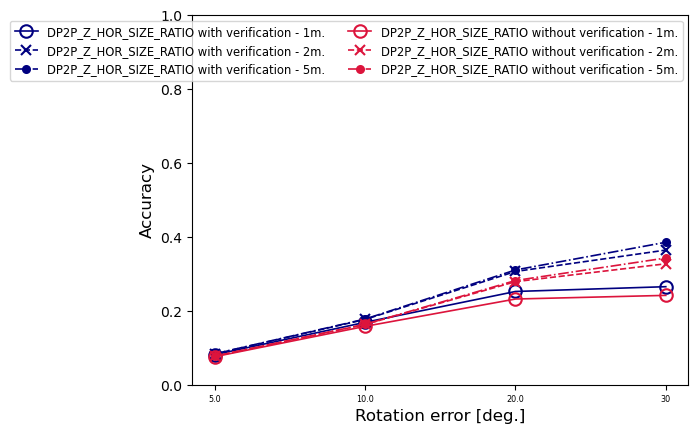 1.0
DP2P_Z_HOR_SIZE_RATIO with verification - 1m.
DP2P_Z_HOR_SIZE_RATIO with verification - 2m.
DP2P_Z_HOR_SIZE_RATIO with verification - 5m.
DP2P_Z_HOR_SIZE_RATIO without verification - 1m.
DP2P_Z_HOR_SIZE_RATIO without verification - 2m.
DP2P_Z_HOR_SIZE_RATIO without verification - 5m.
0.8
0.6
0.4
0.2
0.0
Accuracy
5.0 10.0 20.0 30
Rotation error [deg.]